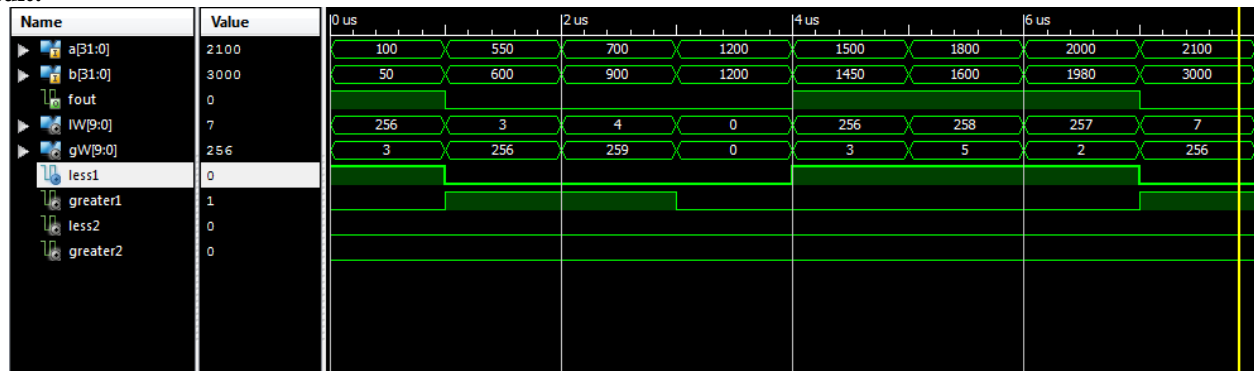 Name Value 0 us 2 us 4 us 6 us
a[31:0] 2100 100 550 700 1200 1500 1800 2000 2100
b[31:0] 3000 50 600 900 1200 1450 1600 1980 3000
fout 0
lW[9:0] 7 256 3 4 0 256 258 257 7
gW[9:0] 256 3 256 259 0 3 5 2 256
less1 0
greater1 1
less2 0
greater2 0